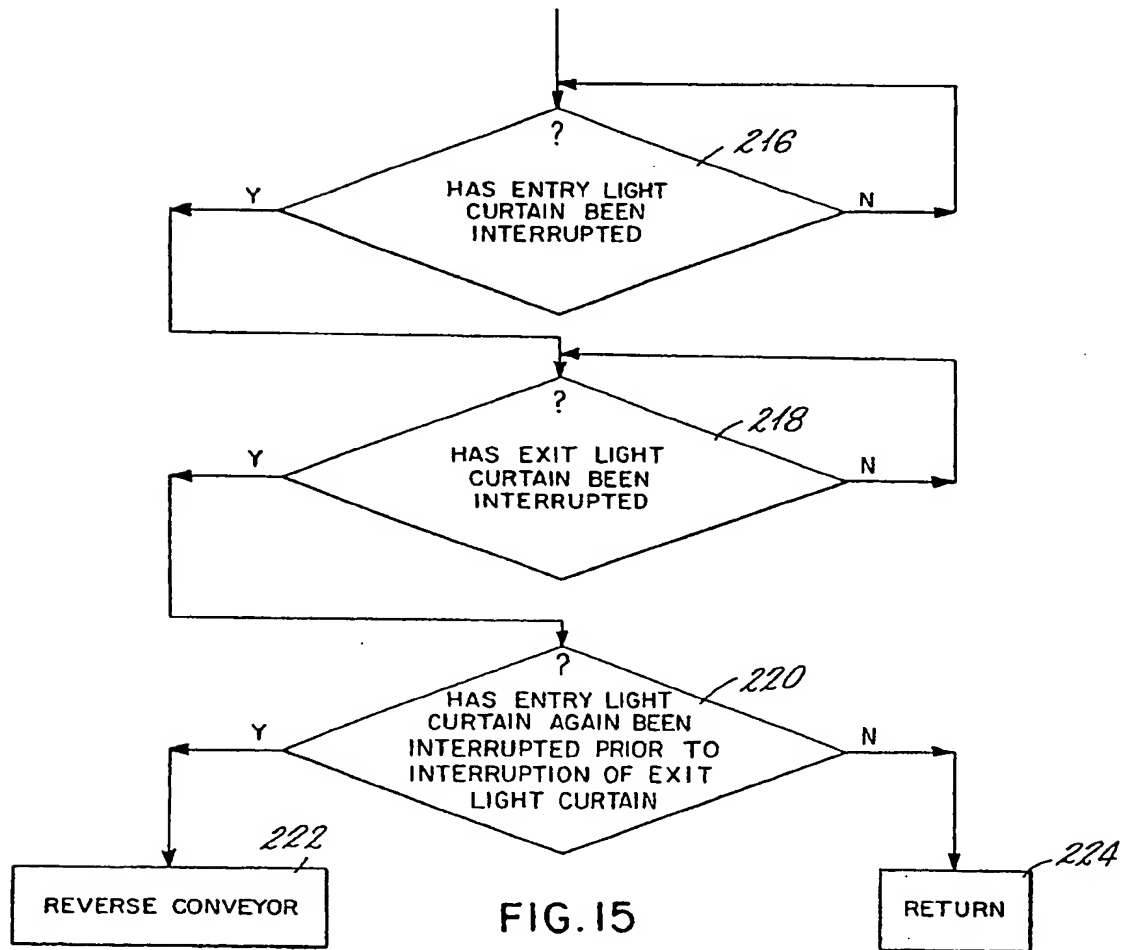 ?
216
HAS ENTRY LIGHT
CURTAIN BEEN
INTERRUPTED
Y
N
?
218
HAS EXIT LIGHT
CURTAIN BEEN
INTERRUPTED
Y
N
?
220
HAS ENTRY LIGHT
CURTAIN AGAIN BEEN
INTERRUPTED PRIOR TO
INTERRUPTION OF EXIT
LIGHT CURTAIN
Y
N
222
REVERSE CONVEYOR
224
RETURN
FIG.15